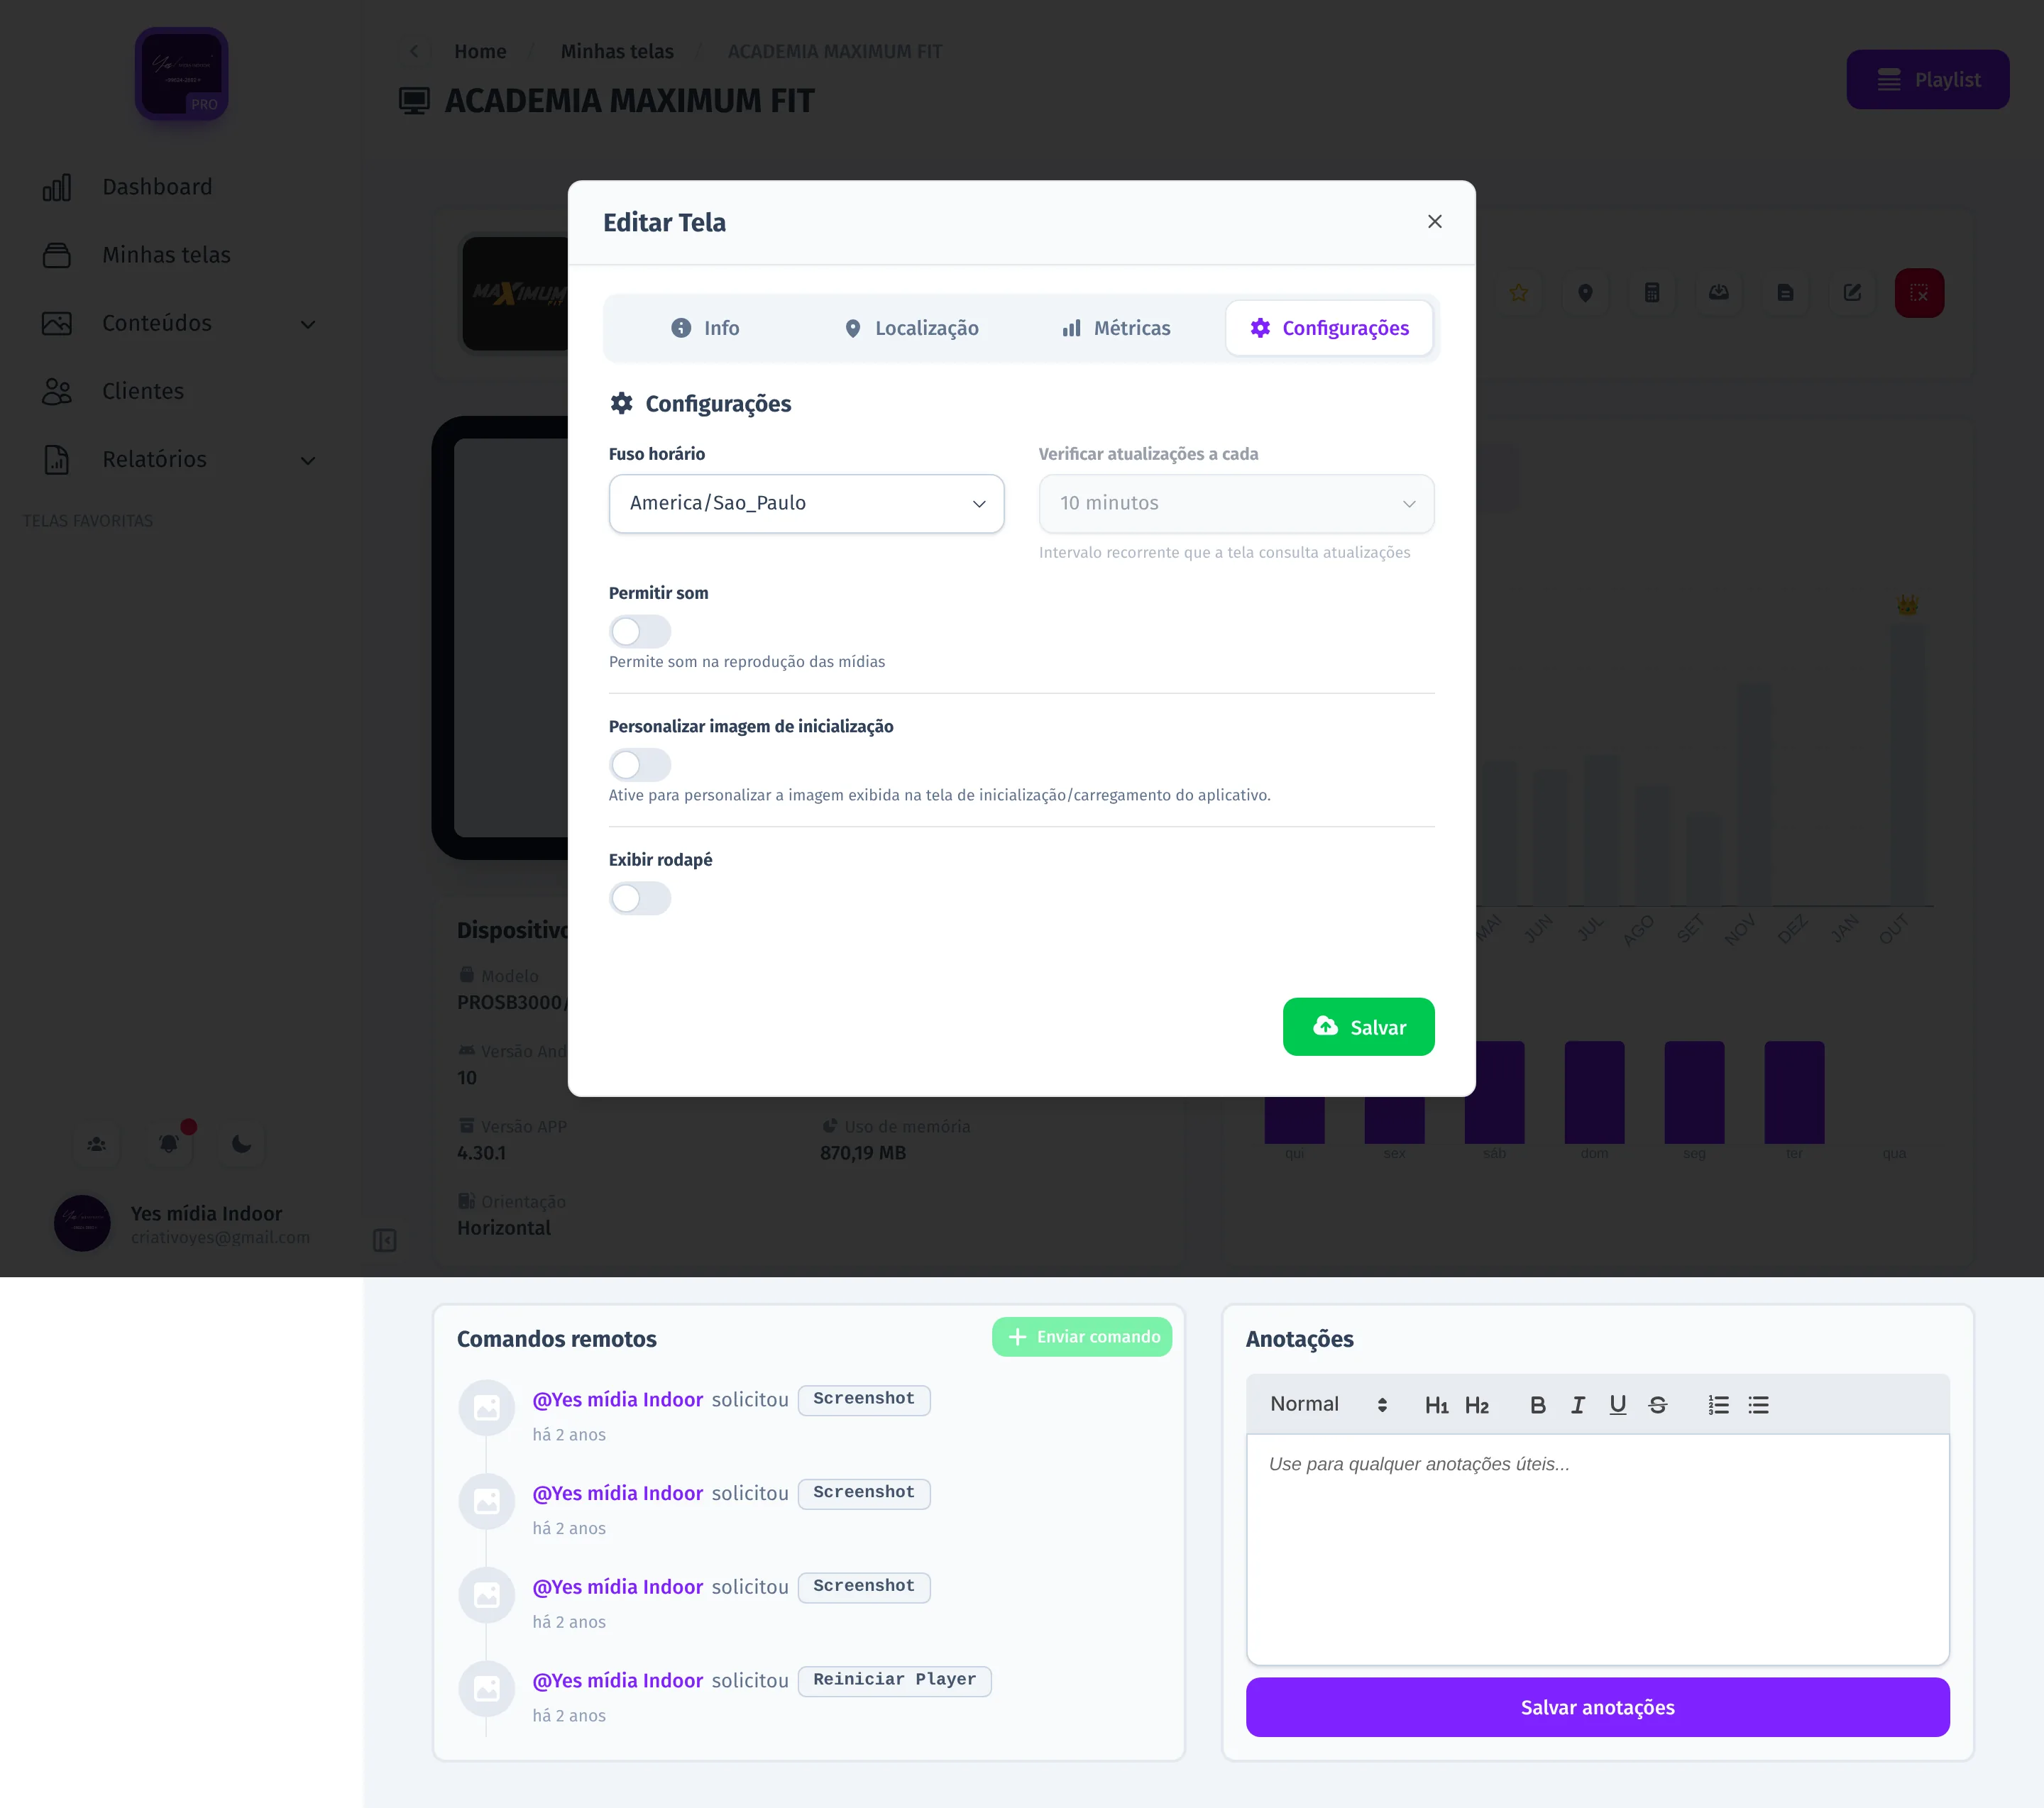 PRO
Dashboard
Minhas telas
Conteúdos
Clientes
Relatórios
TELAS FAVORITAS
Yes mídia Indoor
criativoyes@gmail.com
Home / Minhas telas / ACADEMIA MAXIMUM FIT
ACADEMIA MAXIMUM FIT
Playlist
MAXIMUM
FIT
Editar Tela
Info
Localização
Métricas
Configurações
Configurações
Fuso horário
America/Sao_Paulo
Verificar atualizações a cada
10 minutos
Intervalo recorrente que a tela consulta atualizações
Permitir som
Permite som na reprodução das mídias
Personalizar imagem de inicialização
Ative para personalizar a imagem exibida na tela de inicialização/carregamento do aplicativo.
Exibir rodapé
Salvar
MAI JUN JUL AGO SET NOV DEZ JAN OUT
qui sex sáb dom seg ter qua
Dispositivo
Modelo
PROSB3000
Versão And
10
Versão APP
4.30.1
Uso de memória
870,19 MB
Orientação
Horizontal
Comandos remotos
Enviar comando
@Yes mídia Indoor solicitou Screenshot
há 2 anos
@Yes mídia Indoor solicitou Screenshot
há 2 anos
@Yes mídia Indoor solicitou Screenshot
há 2 anos
@Yes mídia Indoor solicitou Reiniciar Player
há 2 anos
Anotações
Normal H1 H2 B I U S
Use para qualquer anotações úteis...
Salvar anotações